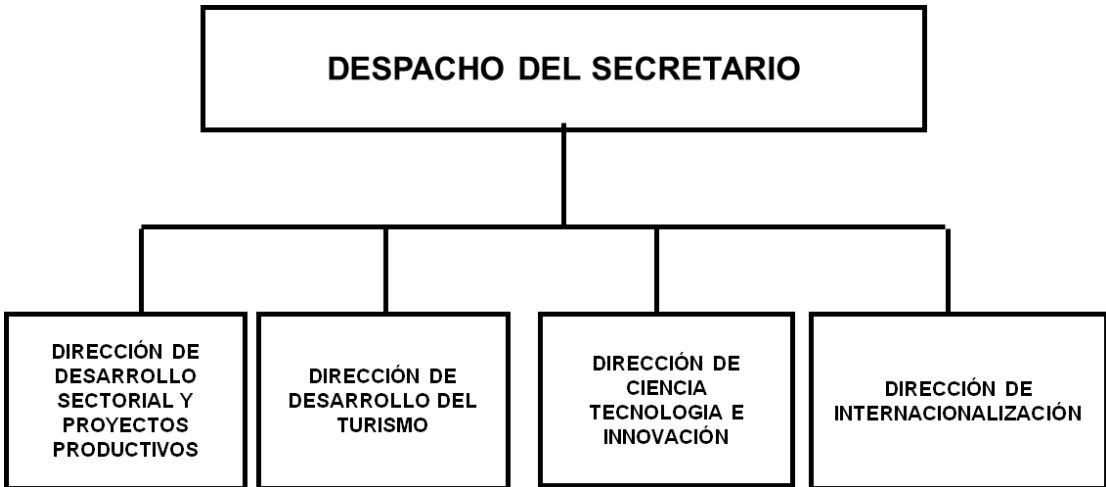 DESPACHO DEL SECRETARIO
DIRECCIÓN DE
DESARROLLO
SECTORIAL Y
PROYECTOS
PRODUCTIVOS
DIRECCIÓN DE
DESARROLLO DEL
TURISMO
DIRECCIÓN DE
CIENCIA
TECNOLOGIA E
INNOVACIÓN
DIRECCIÓN DE
INTERNACIONALIZACIÓN